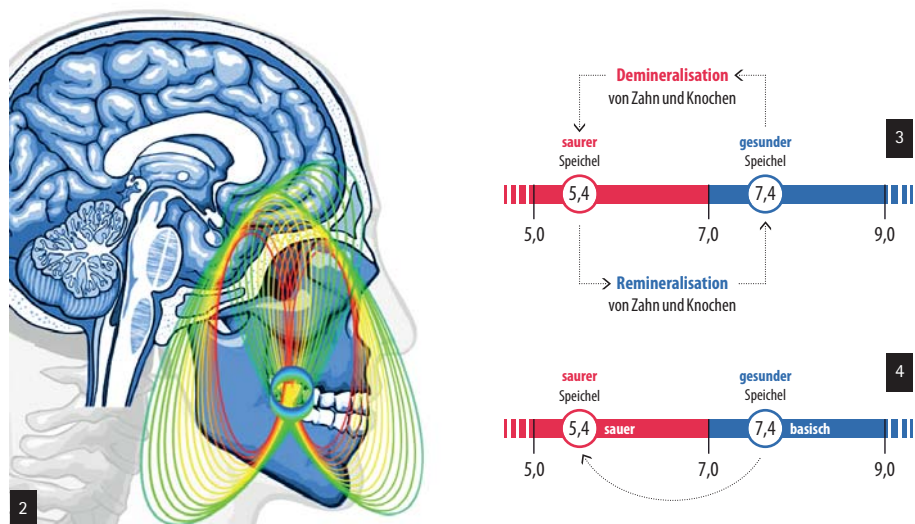 2
Demineralisation
von Zahn und Knochen
saurer
Speichel
gesunder
Speichel
3
5,4
7,4
5,0
7,0
9,0
Remineralisation
von Zahn und Knochen
saurer
Speichel
gesunder
Speichel
4
5,4
sauer
7,4
basisch
5,0
7,0
9,0